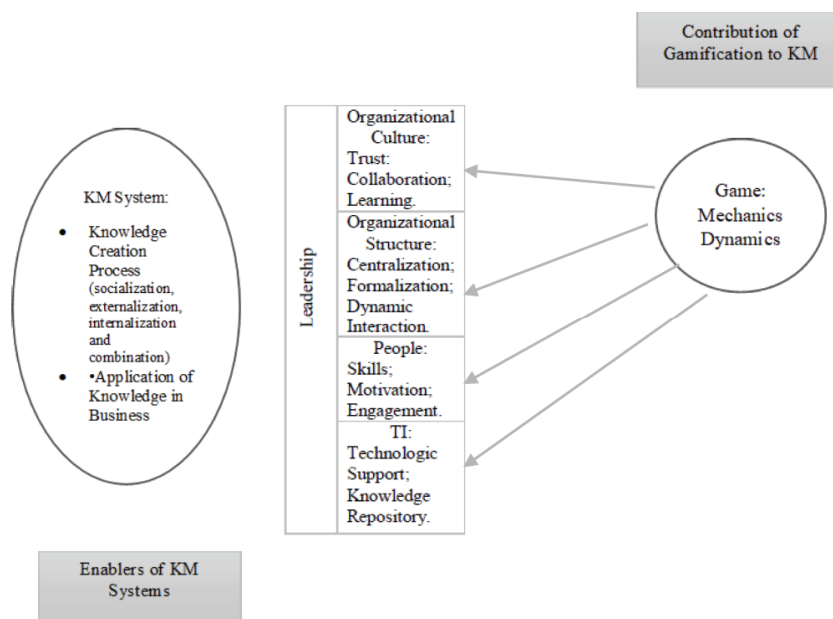 Contribution of
Gamification to KM
KM System:
• Knowledge
Creation
Process
(socialization,
externalization,
internalization
and
combination)
• •Application of
Knowledge in
Business
Leadership
Organizational
Culture:
Trust:
Collaboration;
Learning.
Organizational
Structure:
Centralization;
Formalization;
Dynamic
Interaction.
People:
Skills;
Motivation;
Engagement.
TI:
Technologic
Support;
Knowledge
Repository.
Game:
Mechanics
Dynamics
Enablers of KM
Systems